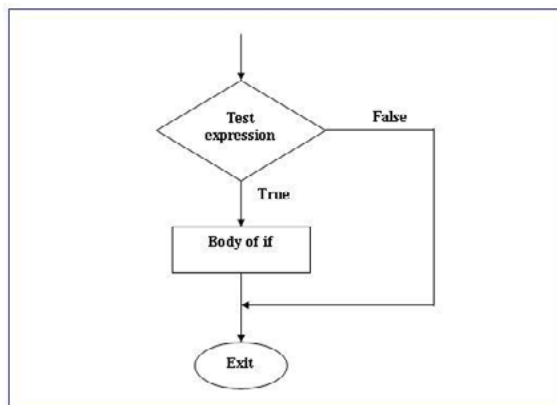 Test
expression
False
True
Body of if
Exit